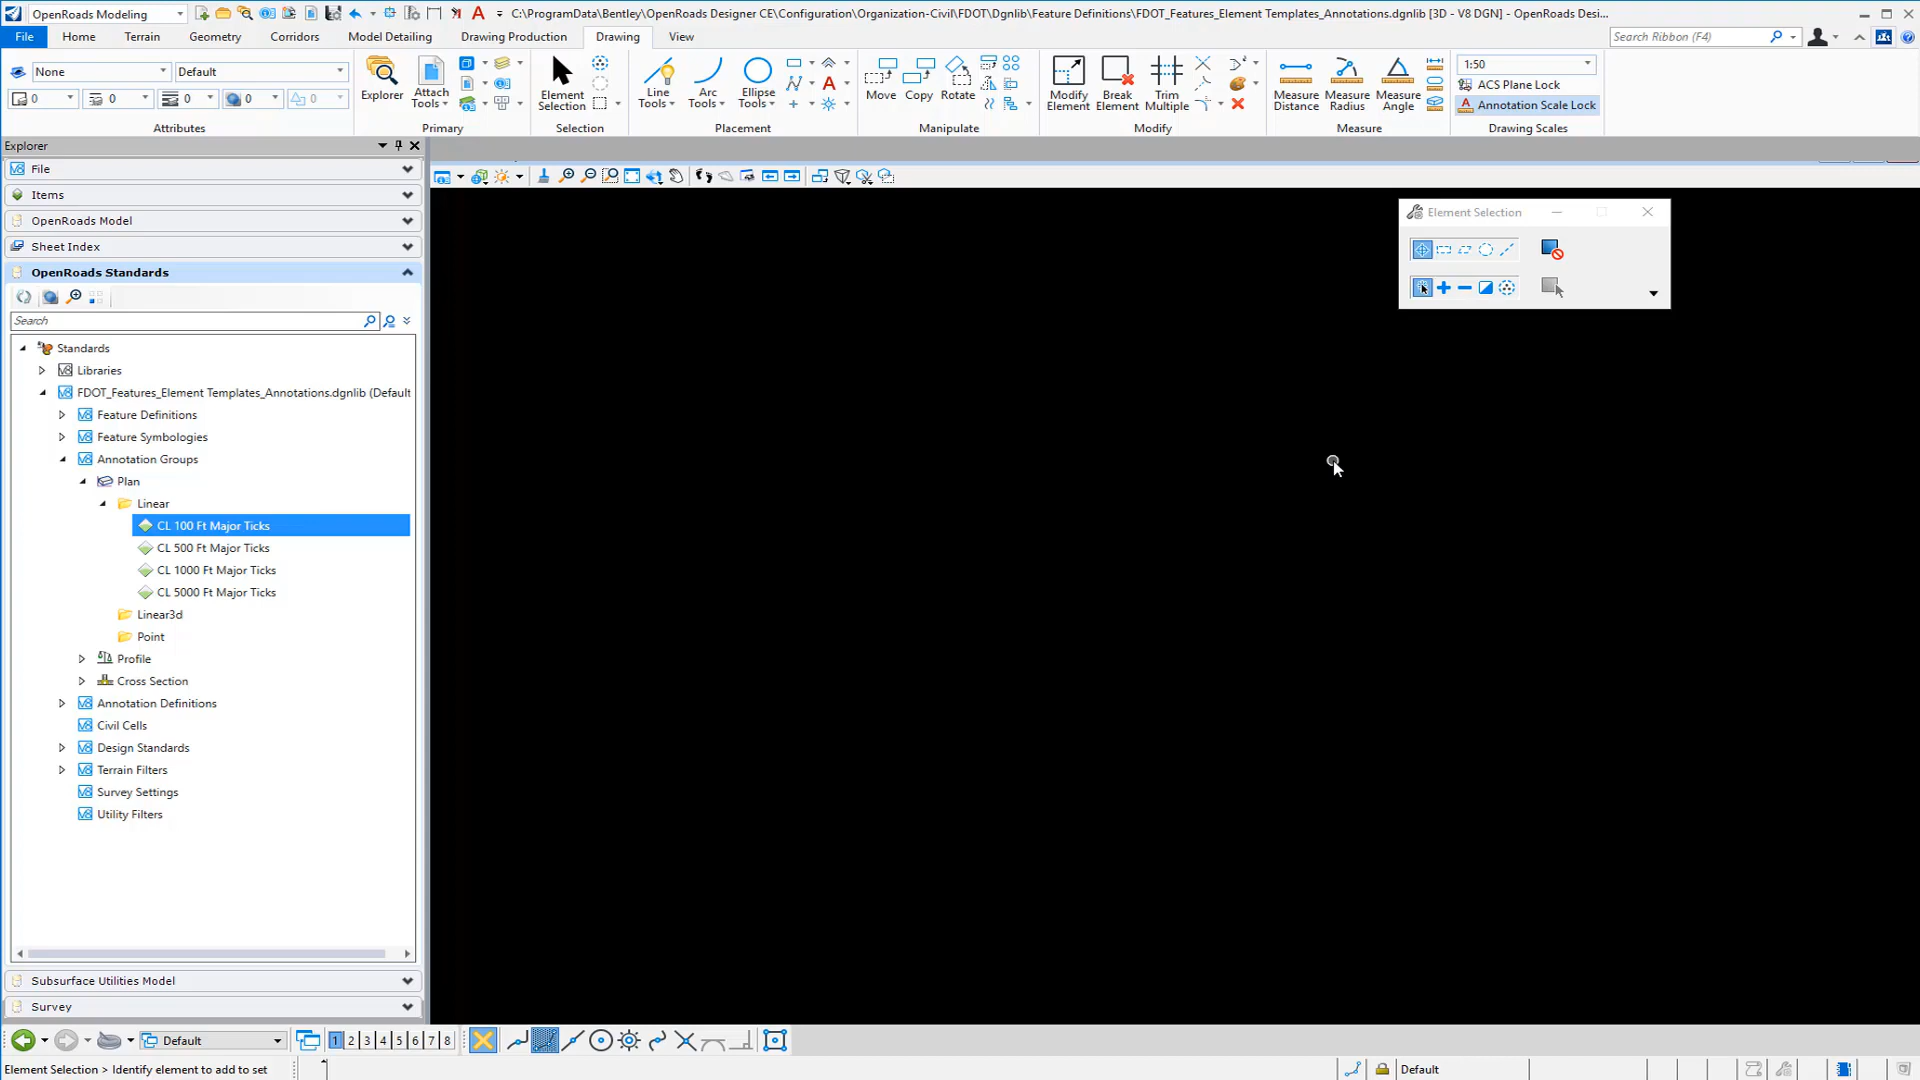 OpenRoads Modeling
C:\ProgramData\Bentley\OpenRoads Designer CE\Configuration\Organization-Civil\FDOT\Dgnlib\Feature Definitions\FDOT_Features_Element Templates_Annotations.dgnlib [3D - V8 DGN] - OpenRoads Desi...
File Home Terrain Geometry Corridors Model Detailing Drawing Production Drawing View
Search Ribbon (F4)
None Default
0 0 0 0 0
Attributes
Explorer Attach Tools
Primary
Element Selection
Selection
Line Tools Arc Tools Ellipse Tools
Placement
Move Copy Rotate
Manipulate
Modify Element Break Element Trim Multiple
Modify
Measure Distance Measure Radius Measure Angle
Measure
1:50
ACS Plane Lock
Annotation Scale Lock
Drawing Scales
Explorer
File
Items
OpenRoads Model
Sheet Index
OpenRoads Standards
Search
Standards
Libraries
FDOT_Features_Element Templates_Annotations.dgnlib (Default
Feature Definitions
Feature Symbologies
Annotation Groups
Plan
Linear
CL 100 Ft Major Ticks
CL 500 Ft Major Ticks
CL 1000 Ft Major Ticks
CL 5000 Ft Major Ticks
Linear3d
Point
Profile
Cross Section
Annotation Definitions
Civil Cells
Design Standards
Terrain Filters
Survey Settings
Utility Filters
Subsurface Utilities Model
Survey
Element Selection
Default
1 2 3 4 5 6 7 8
Element Selection > Identify element to add to set
Default